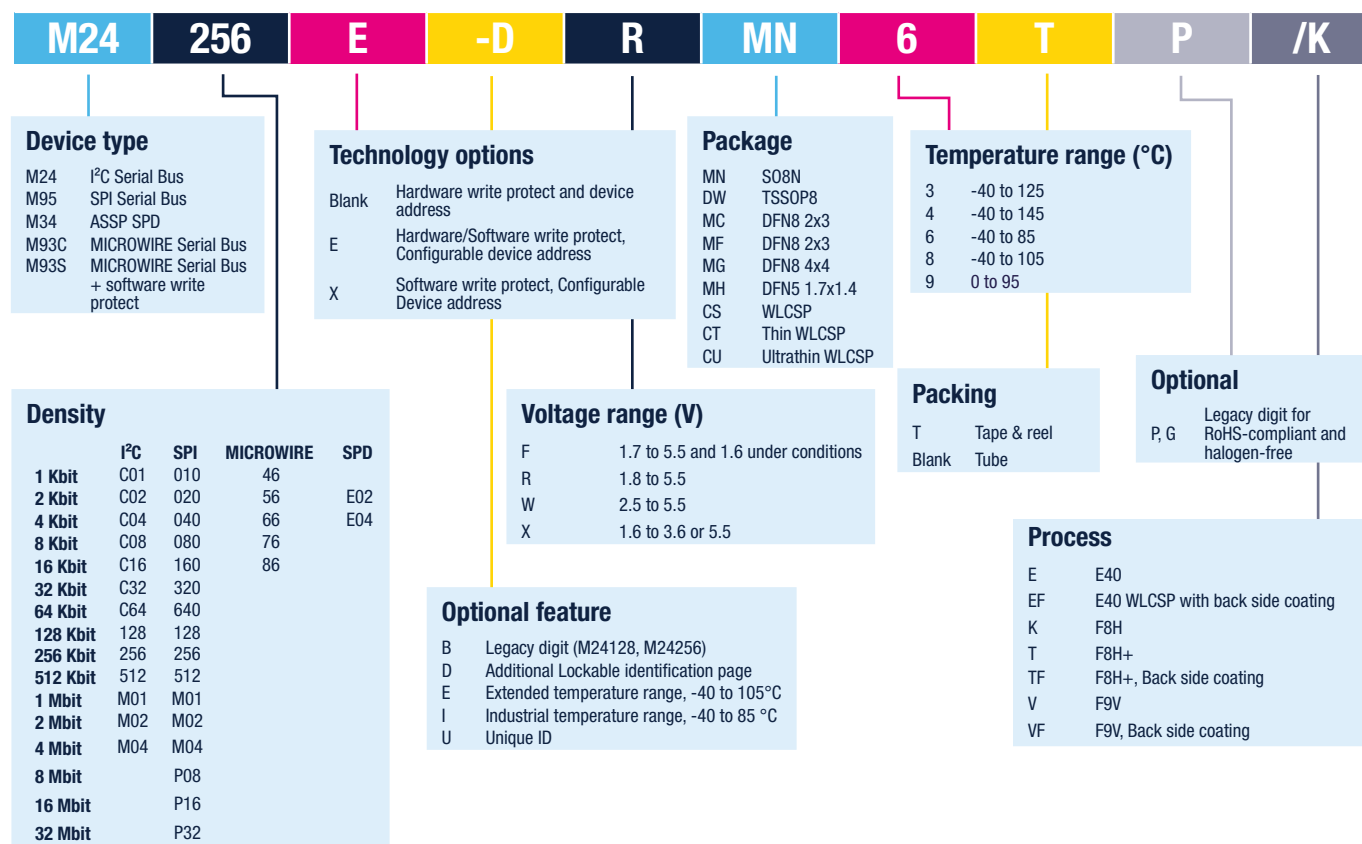 M24 256 E -D R MN 6 T P /K
Device type
M24 I²C Serial Bus
M95 SPI Serial Bus
M34 ASSP SPD
M93C MICROWIRE Serial Bus
M93S MICROWIRE Serial Bus
+ software write
protect
Technology options
Blank Hardware write protect and device
address
E Hardware/Software write protect,
Configurable device address
X Software write protect, Configurable
Device address
Package
MN SO8N
DW TSSOP8
MC DFN8 2x3
MF DFN8 2x3
MG DFN8 4x4
MH DFN5 1.7x1.4
CS WLCSP
CT Thin WLCSP
CU Ultrathin WLCSP
Temperature range (°C)
3 -40 to 125
4 -40 to 145
6 -40 to 85
8 -40 to 105
9 0 to 95
Density
I²C SPI MICROWIRE SPD
1 Kbit C01 010 46
2 Kbit C02 020 56 E02
4 Kbit C04 040 66 E04
8 Kbit C08 080 76
16 Kbit C16 160 86
32 Kbit C32 320
64 Kbit C64 640
128 Kbit 128 128
256 Kbit 256 256
512 Kbit 512 512
1 Mbit M01 M01
2 Mbit M02 M02
4 Mbit M04 M04
8 Mbit P08
16 Mbit P16
32 Mbit P32
Voltage range (V)
F 1.7 to 5.5 and 1.6 under conditions
R 1.8 to 5.5
W 2.5 to 5.5
X 1.6 to 3.6 or 5.5
Packing
T Tape & reel
Blank Tube
Optional
P, G Legacy digit for
RoHS-compliant and
halogen-free
Optional feature
B Legacy digit (M24128, M24256)
D Additional Lockable identification page
E Extended temperature range, -40 to 105°C
I Industrial temperature range, -40 to 85 °C
U Unique ID
Process
E E40
EF E40 WLCSP with back side coating
K F8H
T F8H+
TF F8H+, Back side coating
V F9V
VF F9V, Back side coating